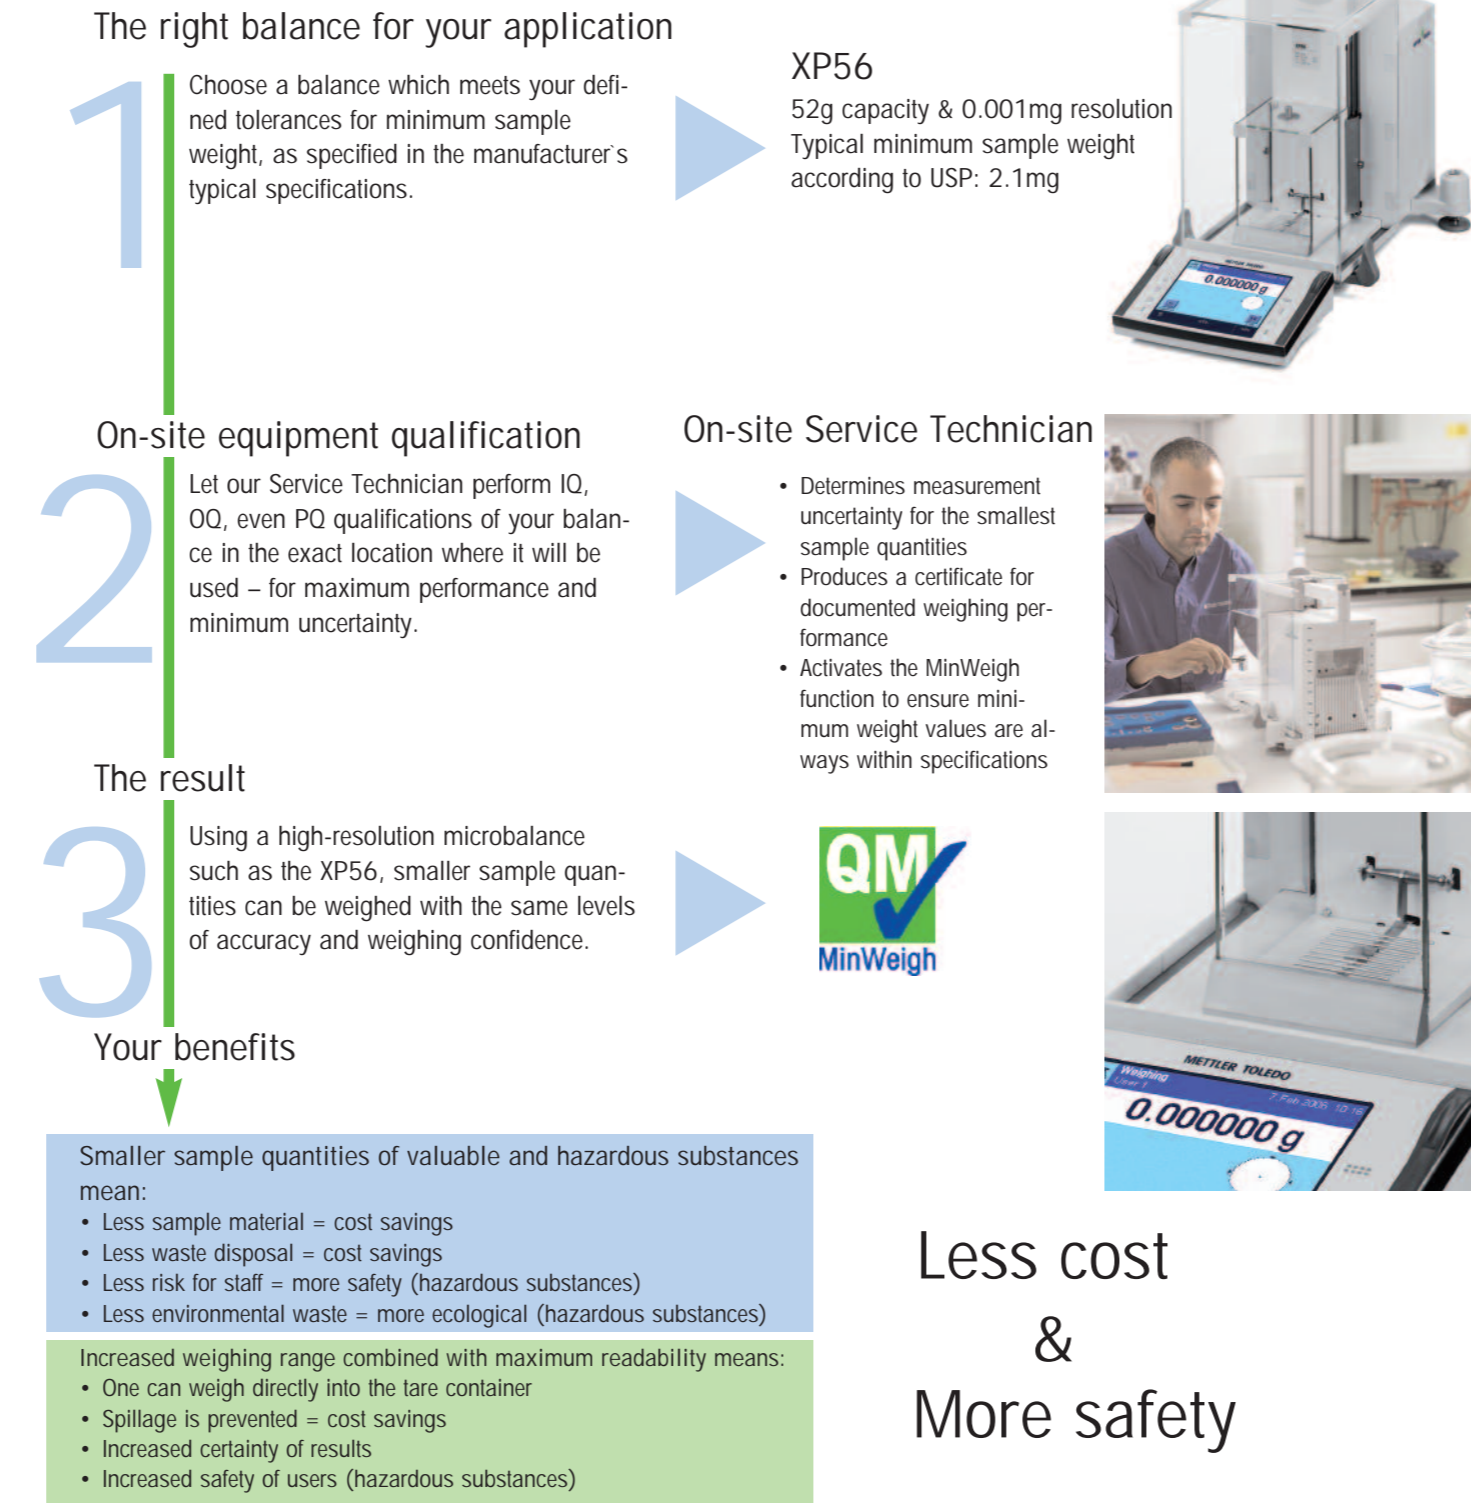 The right balance for your application
1
Choose a balance which meets your defi-
ned tolerances for minimum sample
weight, as specified in the manufacturer`s
typical specifications.
XP56
52g capacity & 0.001mg resolution
Typical minimum sample weight
according to USP: 2.1mg
METTLER TOLEDO
0.000000 g
On-site equipment qualification
2
Let our Service Technician perform IQ,
OQ, even PQ qualifications of your balan-
ce in the exact location where it will be
used – for maximum performance and
minimum uncertainty.
On-site Service Technician
• Determines measurement
uncertainty for the smallest
sample quantities
• Produces a certificate for
documented weighing per-
formance
• Activates the MinWeigh
function to ensure mini-
mum weight values are al-
ways within specifications
The result
3
Using a high-resolution microbalance
such as the XP56, smaller sample quan-
tities can be weighed with the same levels
of accuracy and weighing confidence.
QM
MinWeigh
METTLER TOLEDO
Weighing
User 1
7.Feb 2006 10:16
0.000000 g
Your benefits
Smaller sample quantities of valuable and hazardous substances
mean:
• Less sample material = cost savings
• Less waste disposal = cost savings
• Less risk for staff = more safety (hazardous substances)
• Less environmental waste = more ecological (hazardous substances)
Increased weighing range combined with maximum readability means:
• One can weigh directly into the tare container
• Spillage is prevented = cost savings
• Increased certainty of results
• Increased safety of users (hazardous substances)
Less cost
&
More safety